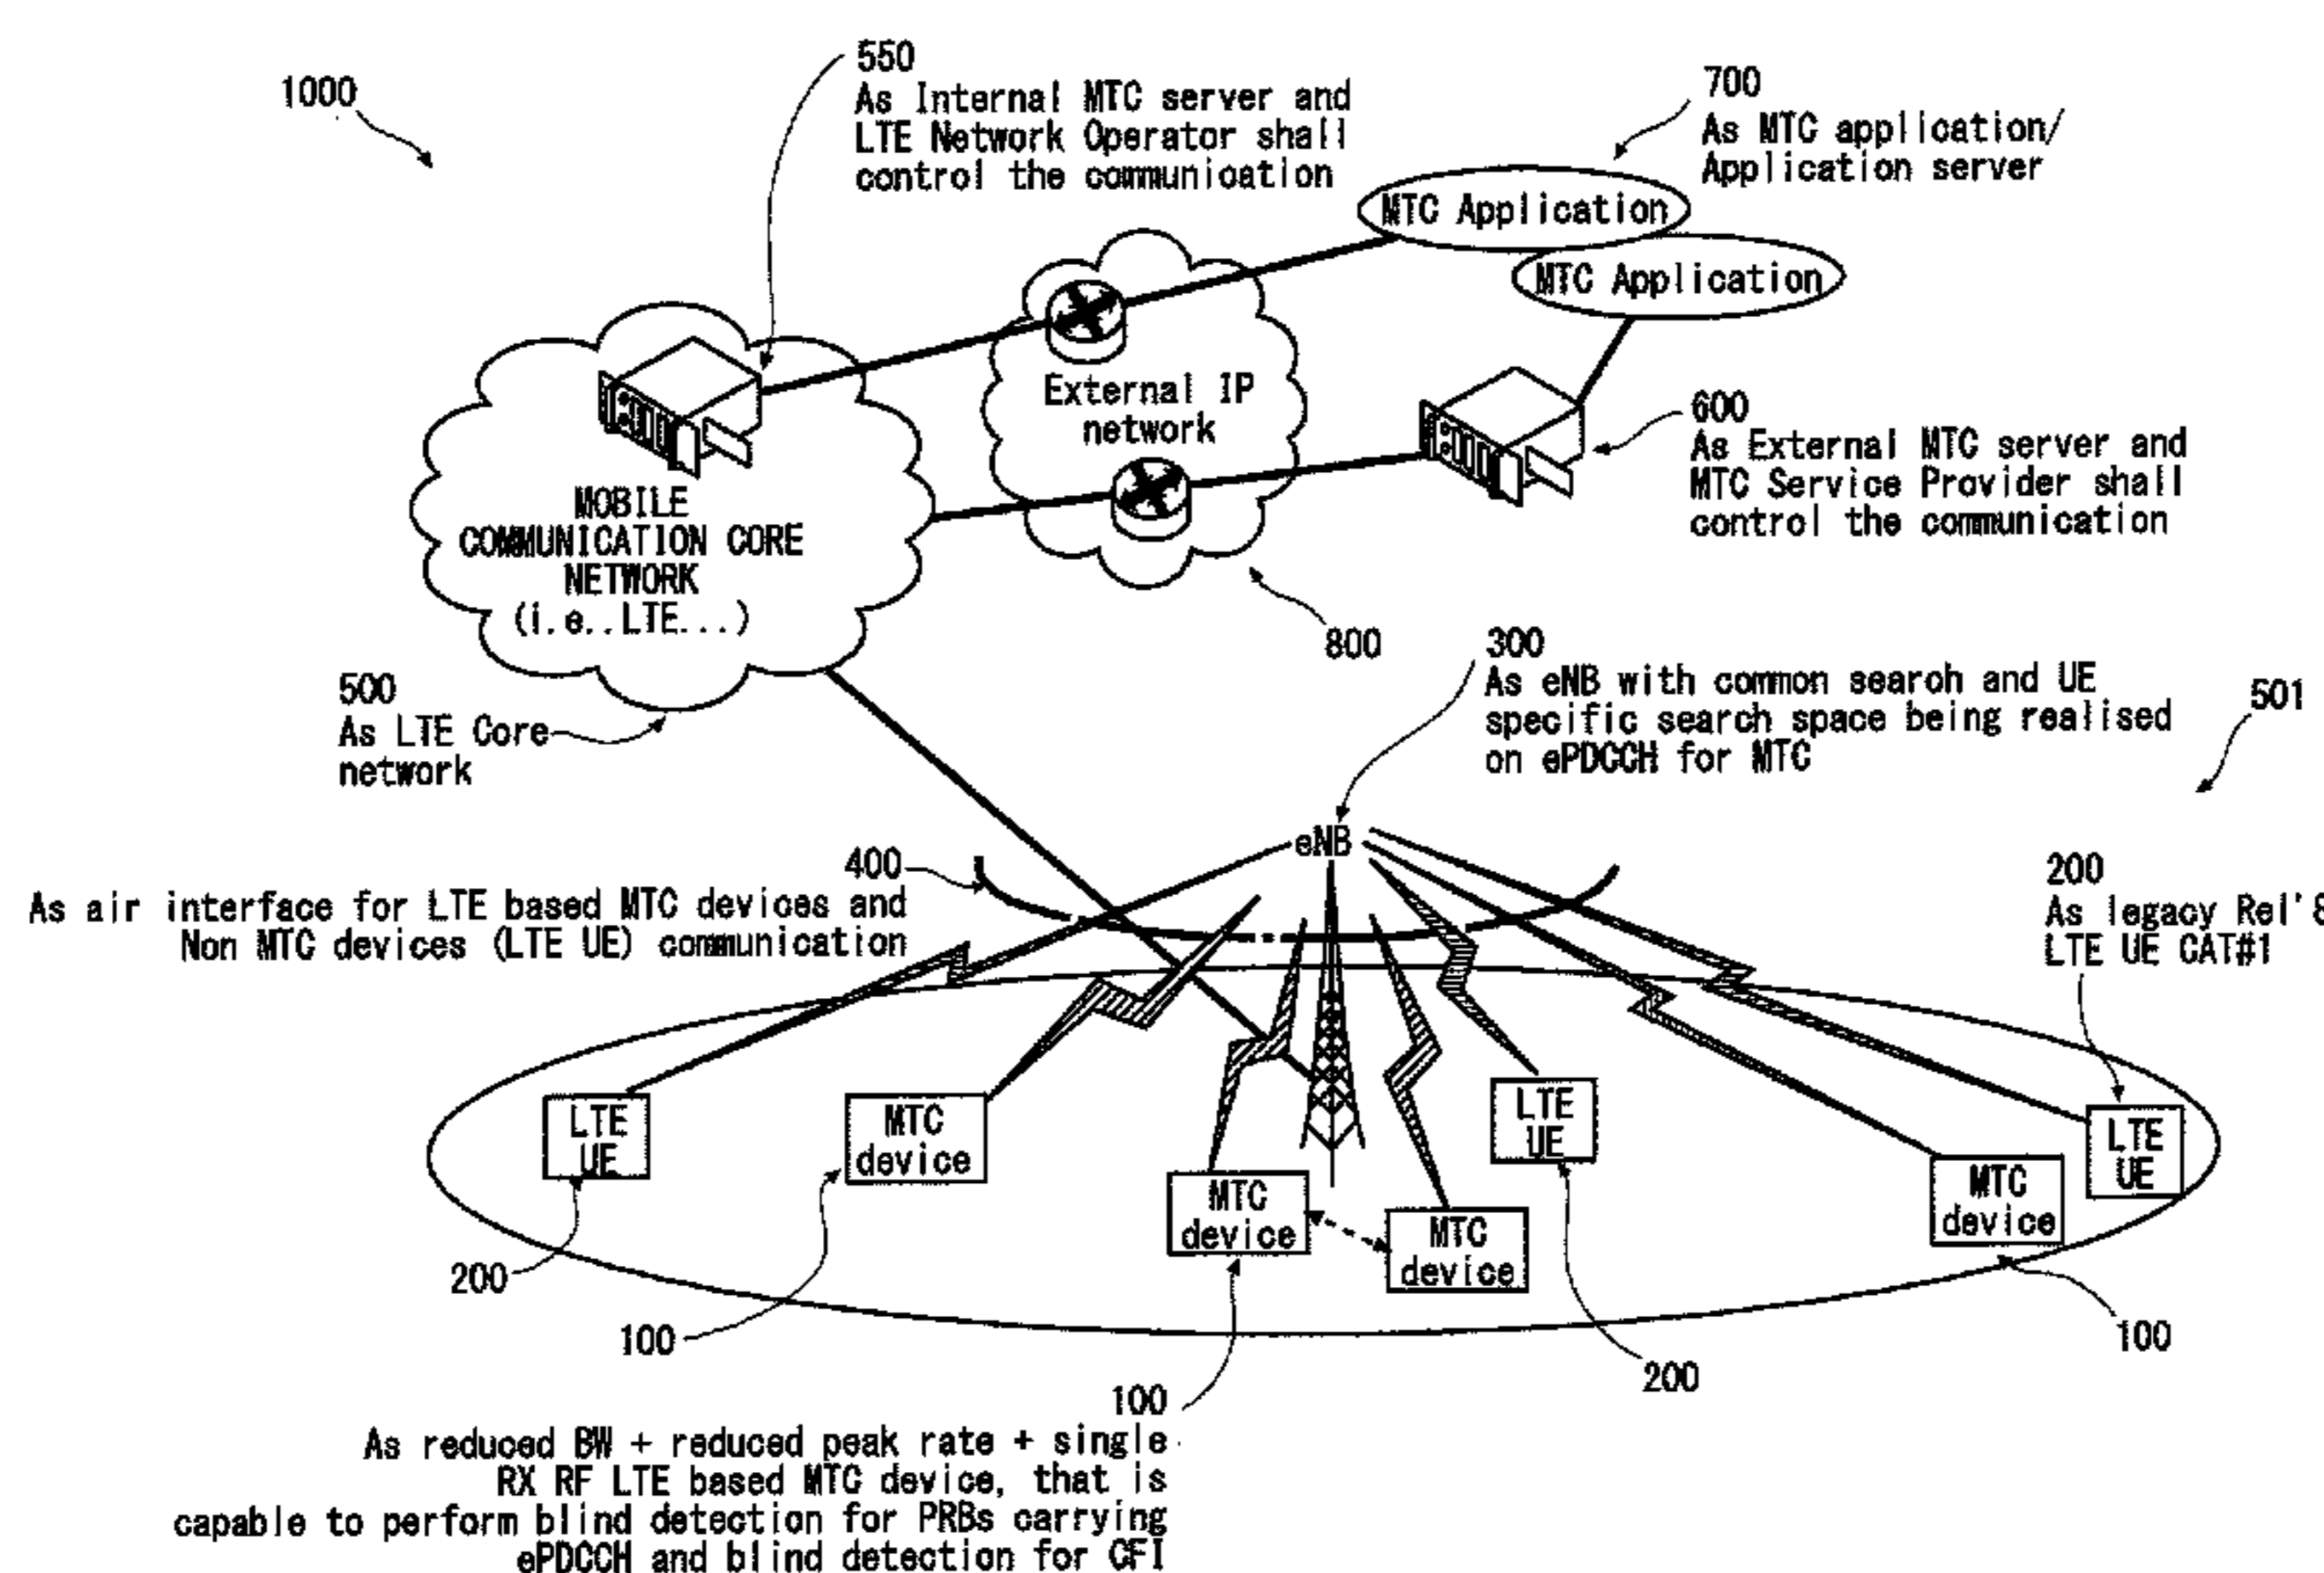 1000
550
As Internal MTC server and
LTE Network Operator shall
control the communication
700
As MTC application/
Application server
MTC Application
MTC Application
External IP
network
600
As External MTC server and
MTC Service Provider shall
control the communication
MOBILE
COMMUNICATION CORE
NETWORK
(i.e..LTE...)
800
500
As LTE Core
network
300
As eNB with common search and UE
specific search space being realised
on ePDCCH for MTC
501
eNB
400
As air interface for LTE based MTC devices and
Non MTC devices (LTE UE) communication
200
As legacy Rel'8
LTE UE CAT#1
LTE
UE
MTC
device
MTC
device
MTC
device
LTE
UE
MTC
device
LTE
UE
200
100
200
100
100
As reduced BW + reduced peak rate + single
RX RF LTE based MTC device, that is
capable to perform blind detection for PRBs carrying
ePDCCH and blind detection for CFI